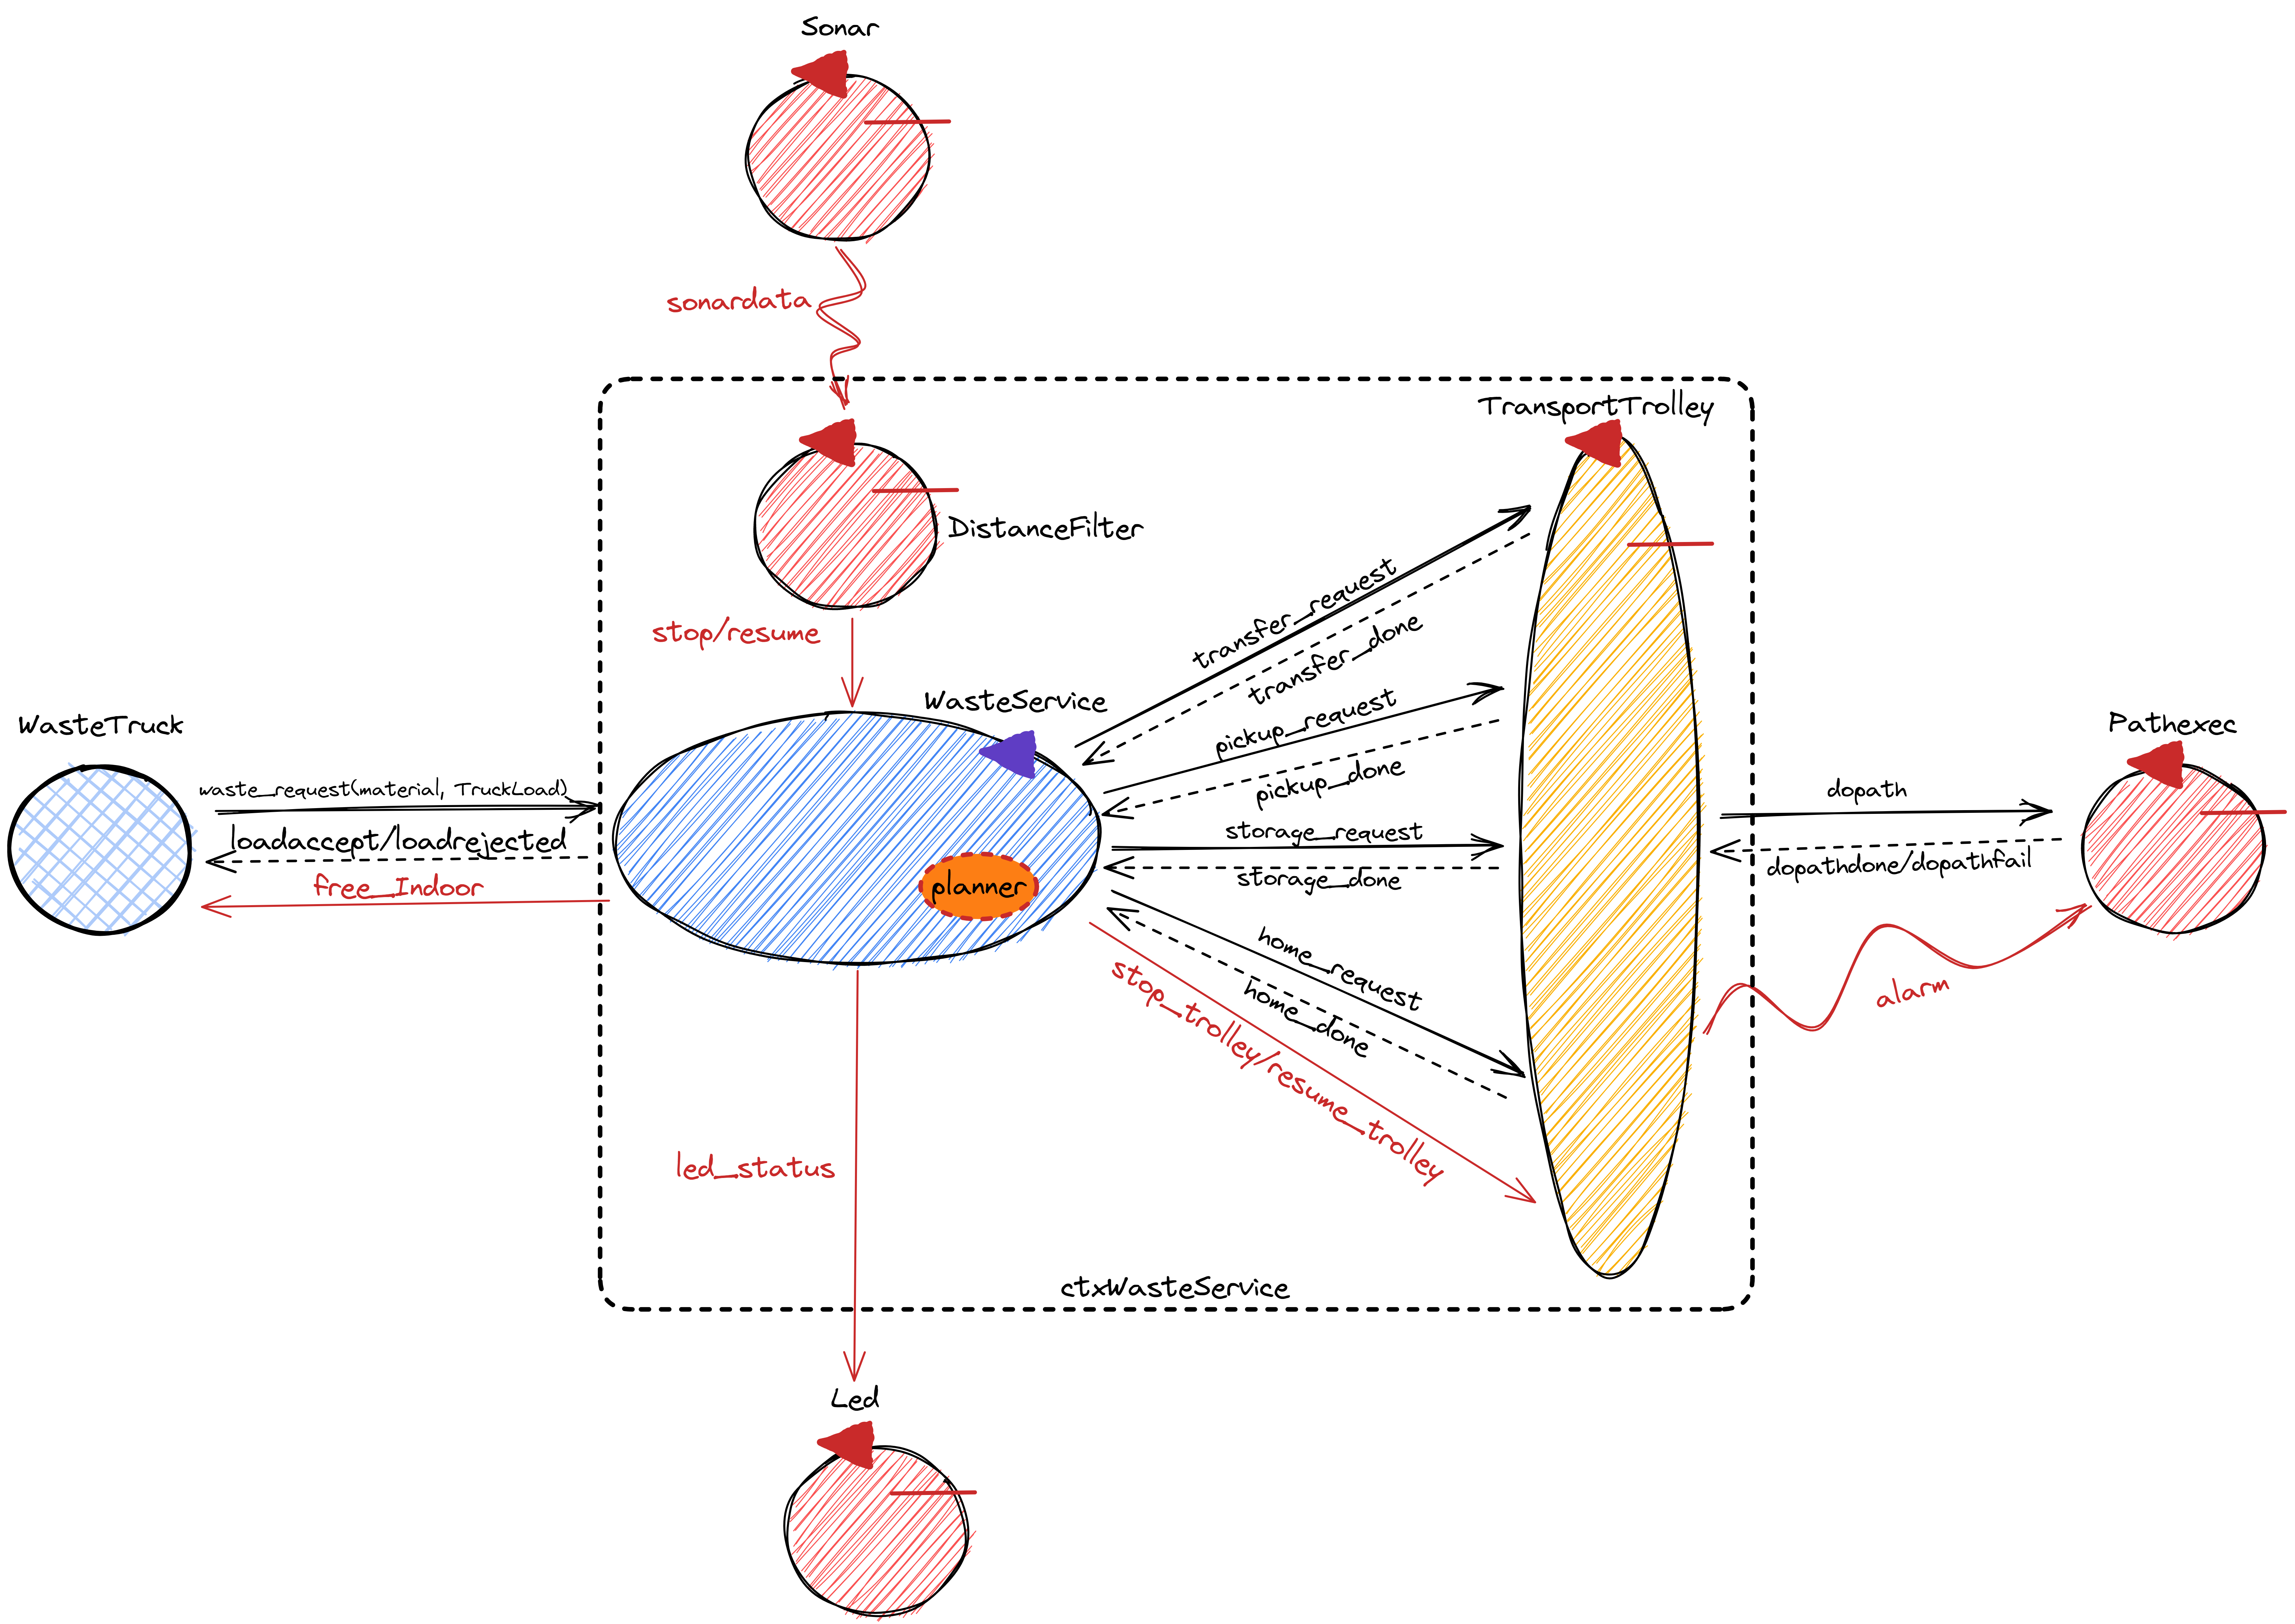 Sonar
sonardata
TransportTrolley
DistanceFilter
stop/resume
transfer_request
transfer_done
WasteService
pickup_request
pickup_done
WasteTruck
waste_request(material, TruckLoad)
loadaccept/loadrejected
free_Indoor
planner
storage_request
storage_done
Pathexec
dopath
dopathdone/dopathfail
home_request
home_done
stop_trolley/resume_trolley
alarm
led_status
ctxWasteService
Led